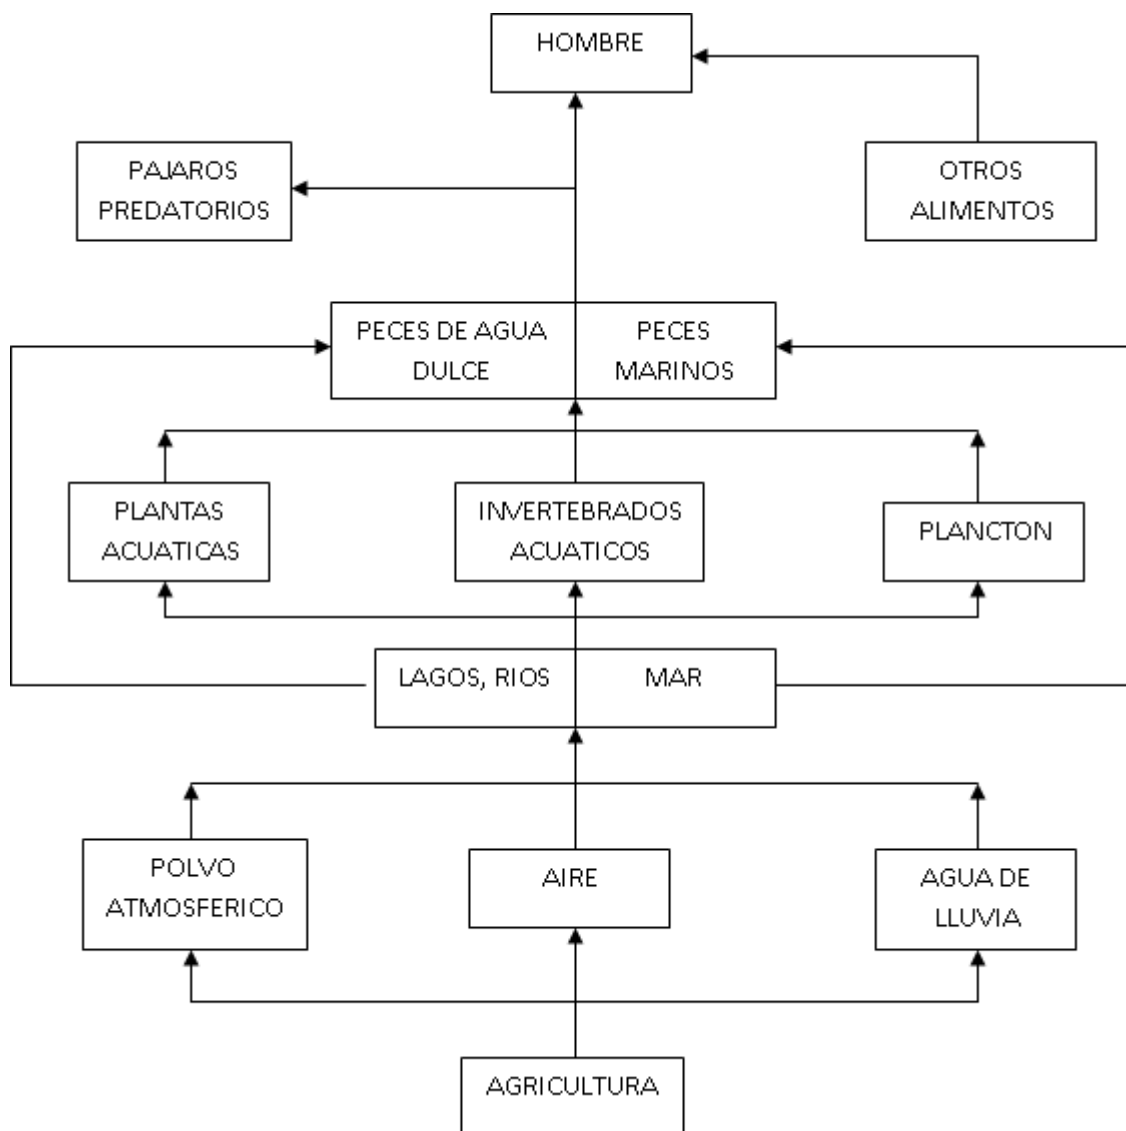 HOMBRE
PAJAROS
PREDATORIOS
OTROS
ALIMENTOS
PECES DE AGUA
DULCE
PECES
MARINOS
PLANTAS
ACUATICAS
INVERTEBRADOS
ACUATICOS
PLANCTON
LAGOS, RIOS
MAR
POLVO
ATMOSFERICO
AIRE
AGUA DE
LLUVIA
AGRICULTURA